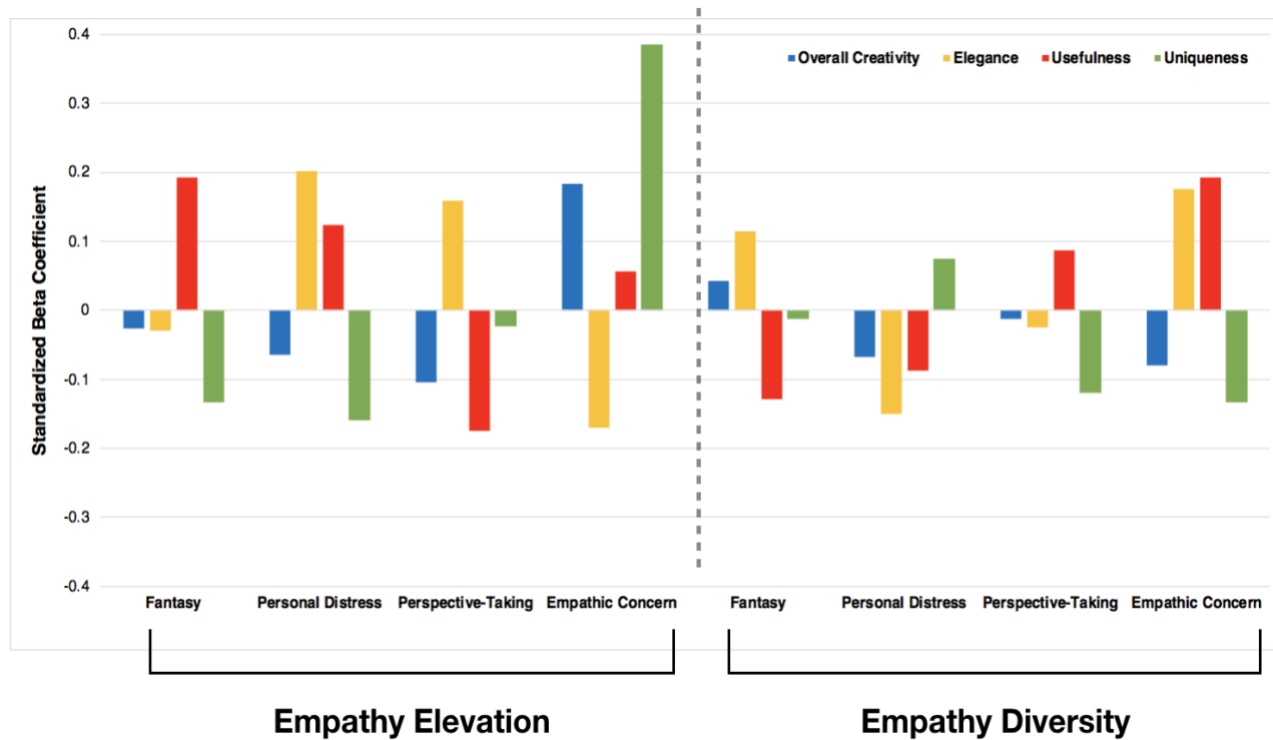 0.4
Overall Creativity Elegance Usefulness Uniqueness
0.3
0.2
0.1
0
-0.1
-0.2
-0.3
-0.4
Standardized Beta Coefficient
Fantasy Personal Distress Perspective-Taking Empathic Concern Fantasy Personal Distress Perspective-Taking Empathic Concern
Empathy Elevation Empathy Diversity